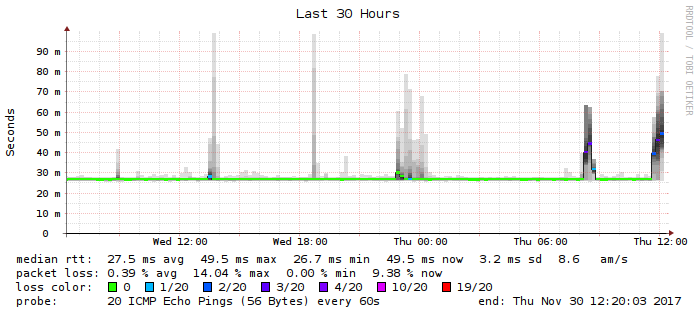 Last 30 Hours
RRDTOOL / TOBI OETIKER
Seconds
90 m
80 m
70 m
60 m
50 m
40 m
30 m
20 m
10 m
0
Wed 12:00 Wed 18:00 Thu 00:00 Thu 06:00 Thu 12:00
median rtt: 27.5 ms avg 49.5 ms max 26.7 ms min 49.5 ms now 3.2 ms sd 8.6 am/s
packet loss: 0.39 % avg 14.04 % max 0.00 % min 9.38 % now
loss color: 0 1/20 2/20 3/20 4/20 10/20 19/20
probe: 20 ICMP Echo Pings (56 Bytes) every 60s end: Thu Nov 30 12:20:03 2017